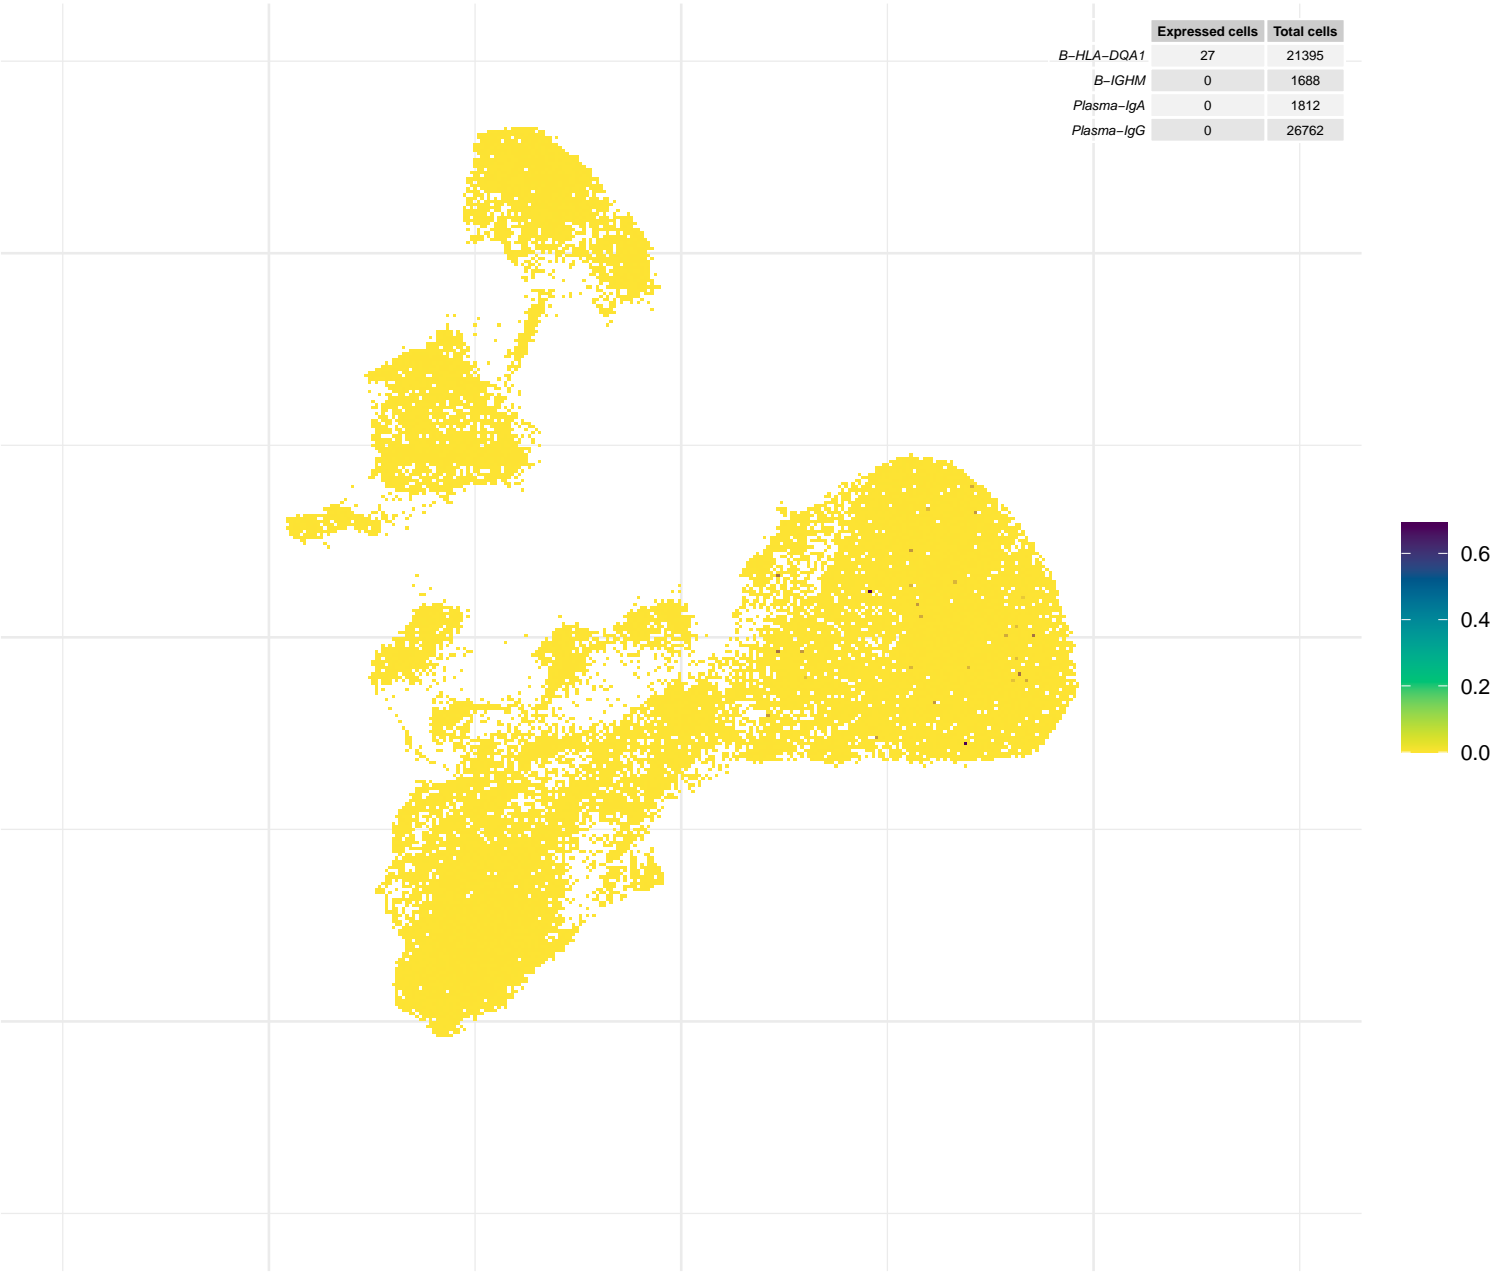 Expressed cells Total cells
B−HLA−DQA1 27 21395
B−IGHM 0 1688
Plasma−IgA 0 1812
Plasma−IgG 0 26762
0.6
0.4
0.2
0.0